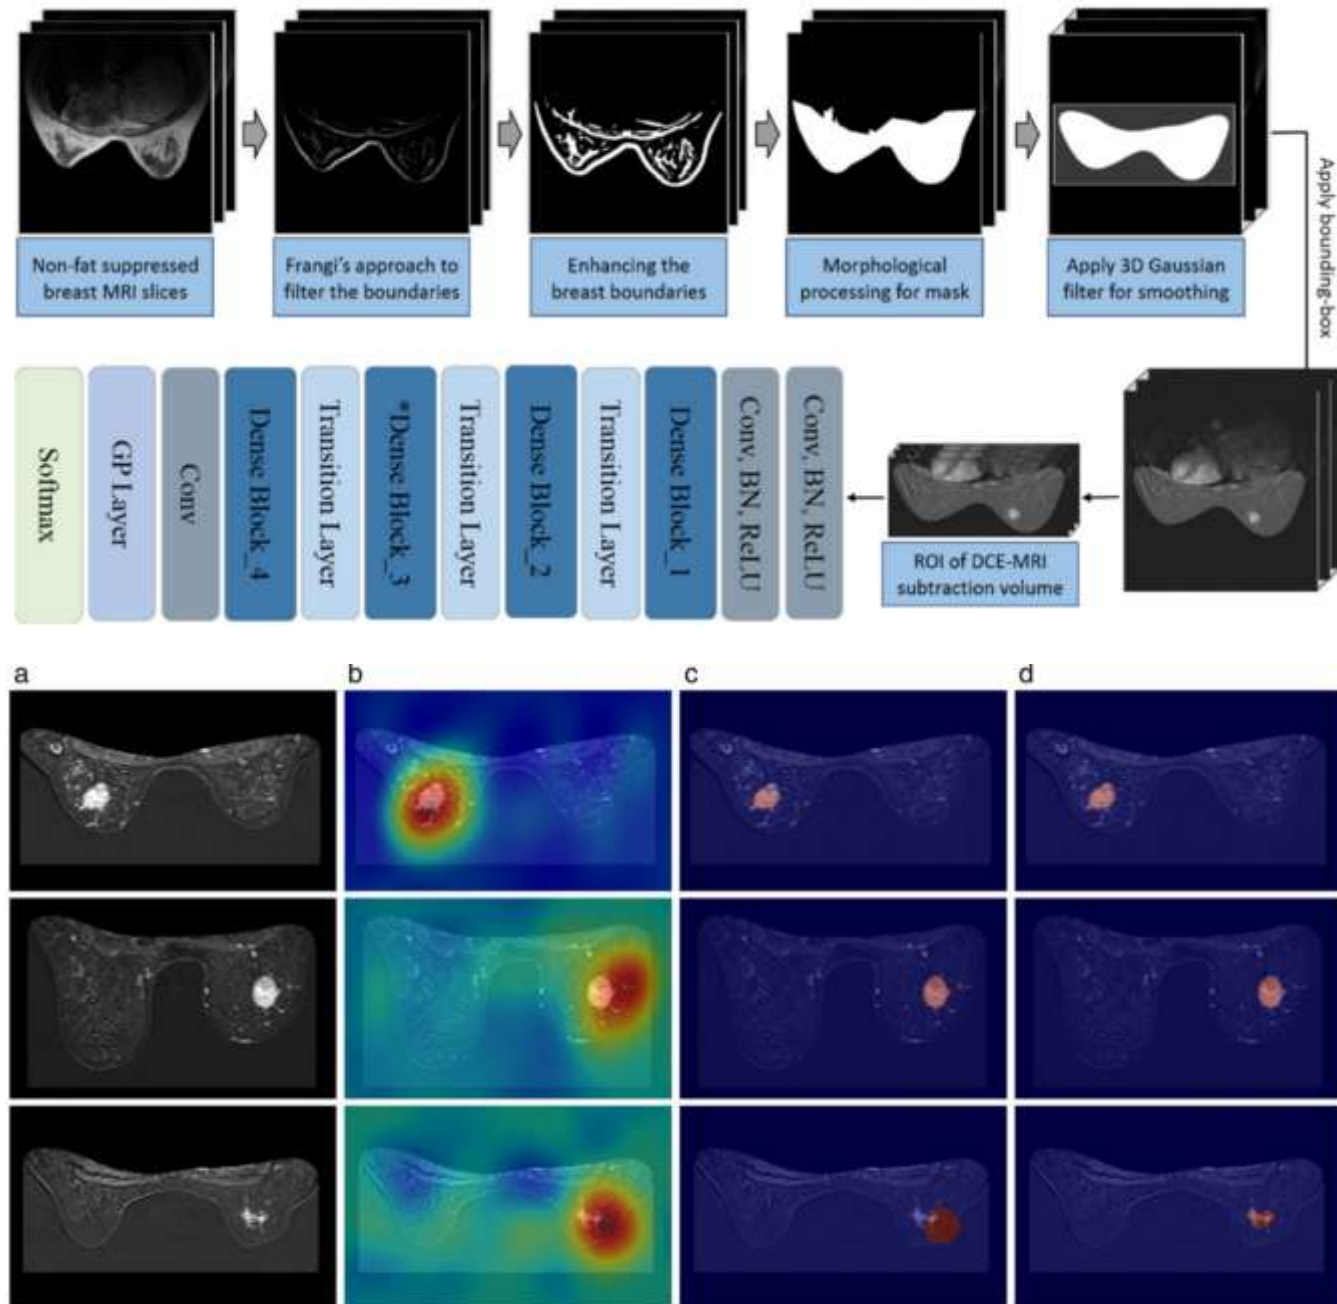 Non-fat suppressed
breast MRI slices
Frangi's approach to
filter the boundaries
Enhancing the
breast boundaries
Morphological
processing for mask
Apply 3D Gaussian
filter for smoothing
Apply bounding-box
Softmax
GP Layer
Conv
Dense Block_4
Transition Layer
*Dense Block_3
Transition Layer
Dense Block_2
Transition Layer
Dense Block_1
Conv, BN, ReLU
Conv, BN, ReLU
ROI of DCE-MRI
subtraction volume
a
b
c
d